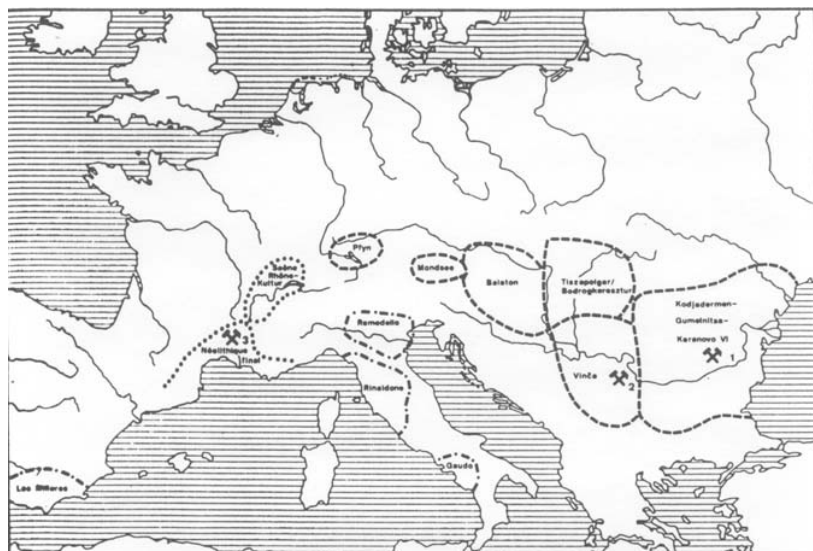 Pfyn
Mondsee
Balaton
Tiszapolgar/
Bodrogkeresztur
Kodjadermen-
Gumelnitsa-
Karanovo VI
1
Saône
Rhône-
Kultur
3
Néolithique
final
Remedello
Rinaldone
Vinča
2
Gaudo
Los Millares